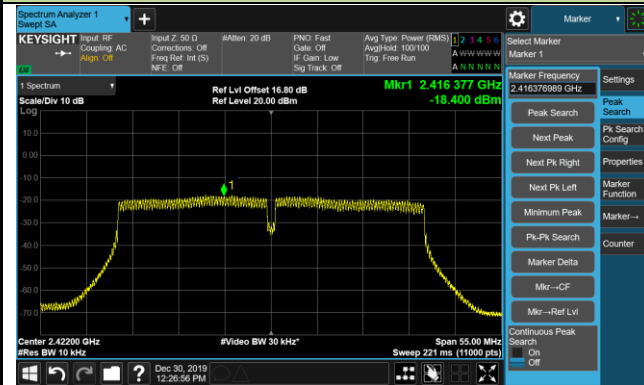 Spectrum Analyzer 1
Swept SA
Marker
KEYSIGHT Input: RF Input Z: 50 Ω #Atten: 20 dB PNO: Fast Avg Type: Power (RMS) 1 2 3 4 5 6
Coupling: AC Corrections: Off Gate: Off Avg|Hold: 100/100 A W W W W W
Align: Off Freq Ref: Int (S) IF Gain: Low Trig: Free Run
NFE: Off Sig Track: Off A N N N N N
Select Marker
Marker 1
1 Spectrum
Scale/Div 10 dB
Ref Lvl Offset 16.80 dB
Ref Level 20.00 dBm
Mkr1 2.416 377 GHz
-18.400 dBm
Log
10.0
0.00
-10.0
-20.0
-30.0
-40.0
-50.0
-60.0
-70.0
1
Center 2.42200 GHz
#Res BW 10 kHz
#Video BW 30 kHz*
Span 55.00 MHz
Sweep 221 ms (11000 pts)
Marker Frequency
2.416376989 GHz
Peak Search
Next Peak
Next Pk Right
Next Pk Left
Minimum Peak
Pk-Pk Search
Marker Delta
Mkr→CF
Mkr→Ref Lvl
Continuous Peak
Search
On
Off
Settings
Peak
Search
Pk Search
Config
Properties
Marker
Function
Marker→
Counter
Dec 30, 2019
12:26:56 PM